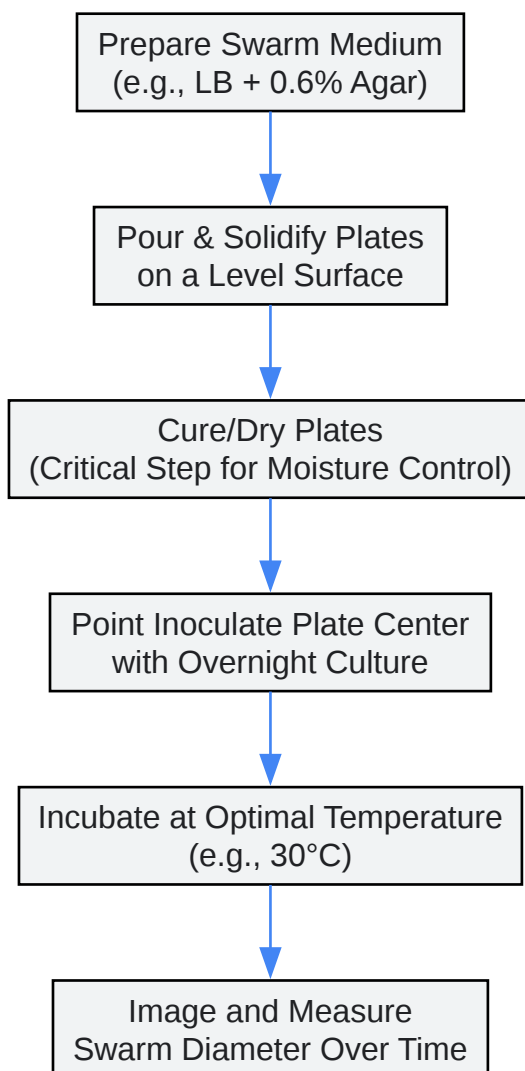 Prepare Swarm Medium
(e.g., LB + 0.6% Agar)
Pour & Solidify Plates
on a Level Surface
Cure/Dry Plates
(Critical Step for Moisture Control)
Point Inoculate Plate Center
with Overnight Culture
Incubate at Optimal Temperature
(e.g., 30°C)
Image and Measure
Swarm Diameter Over Time